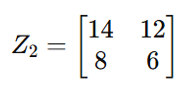 Z₂ = [14 12
8 6]